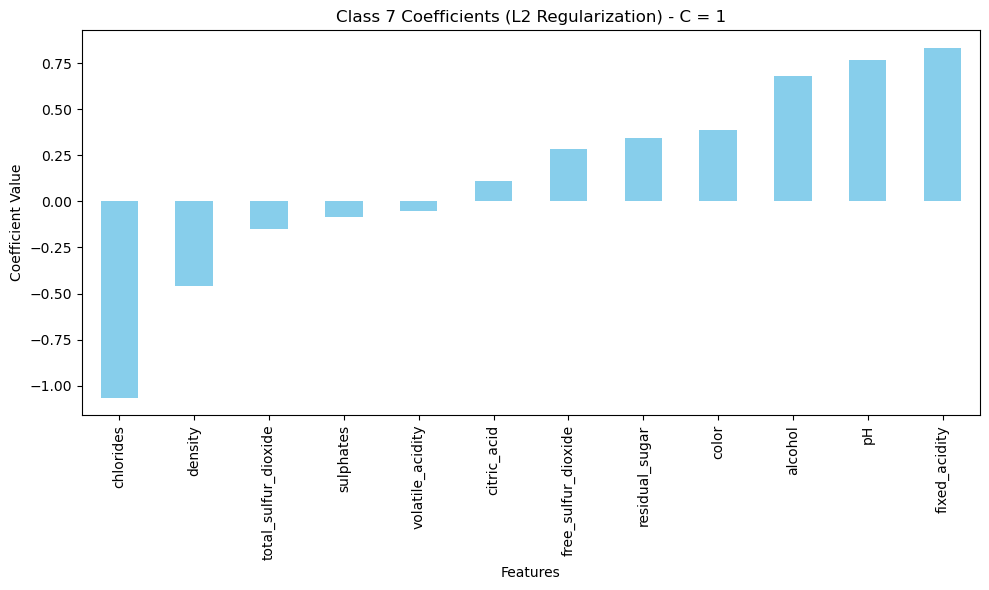 Class 7 Coefficients (L2 Regularization) - C = 1
Coefficient Value
0.75
0.50
0.25
0.00
−0.25
−0.50
−0.75
−1.00
chlorides
density
total_sulfur_dioxide
sulphates
volatile_acidity
citric_acid
free_sulfur_dioxide
residual_sugar
color
alcohol
pH
fixed_acidity
Features